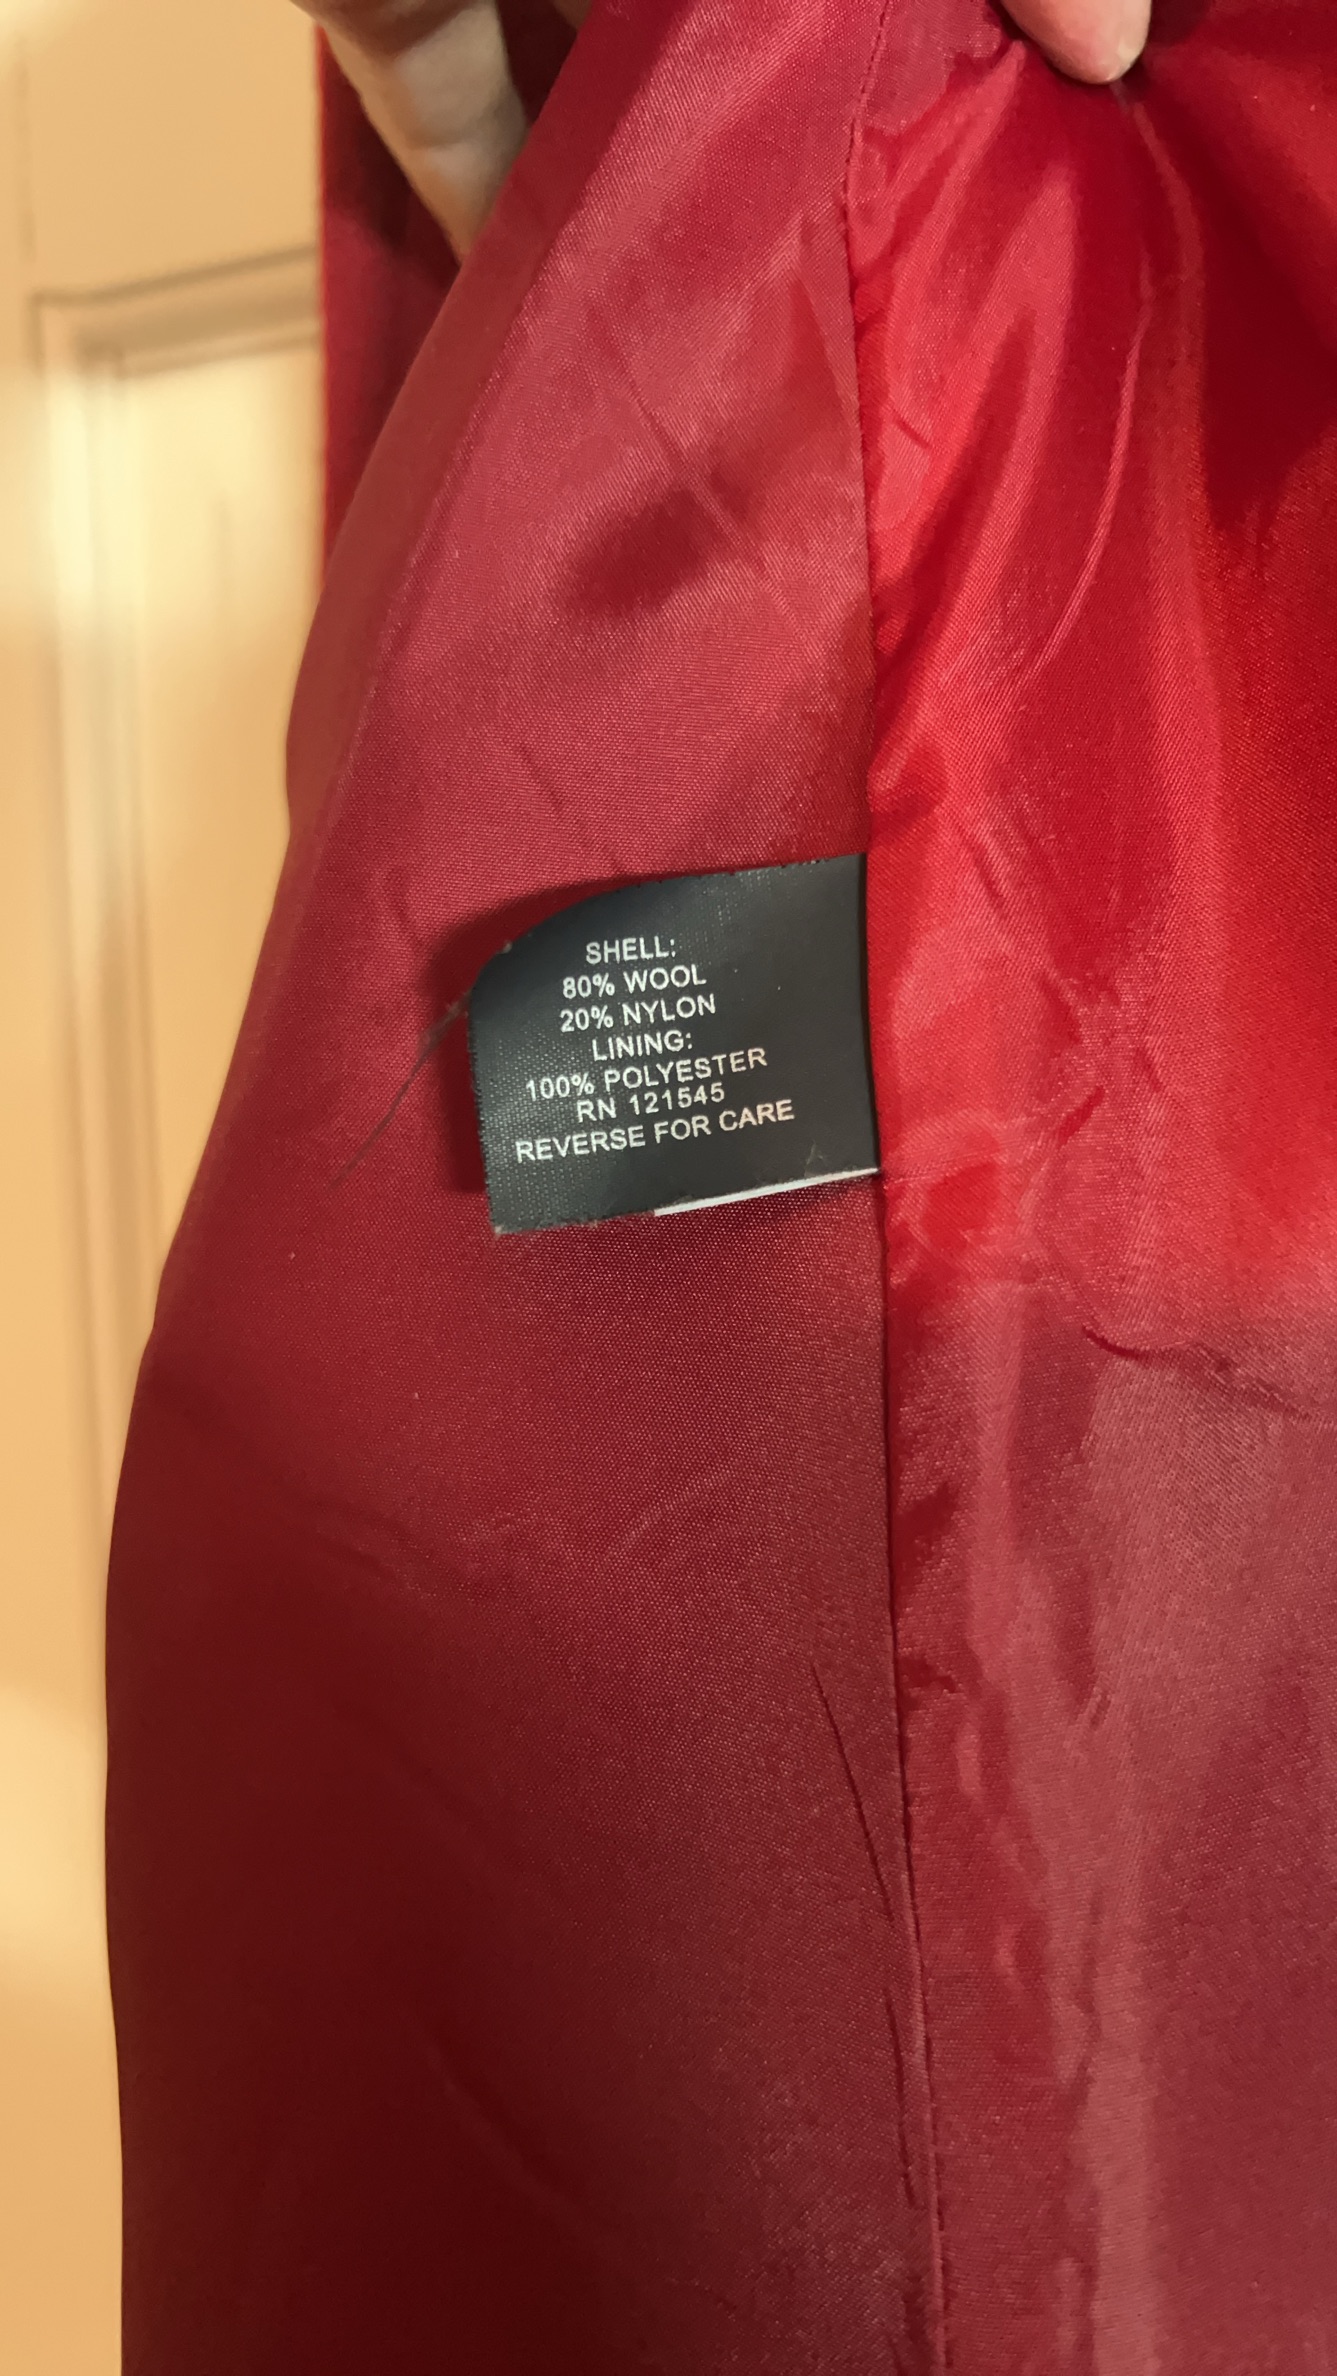 SHELL:
80% WOOL
20% NYLON
LINING:
100% POLYESTER
RN 121545
REVERSE FOR CARE